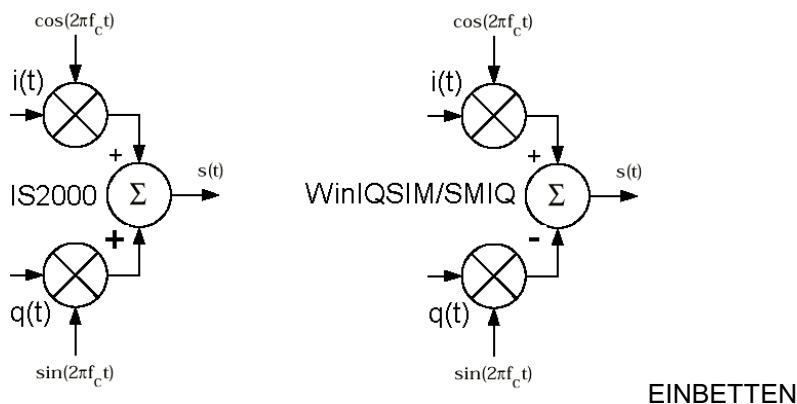 cos(2πf_ct)
i(t)
+
s(t)
IS2000
Σ
+
q(t)
sin(2πf_ct)
cos(2πf_ct)
i(t)
+
s(t)
WinIQSIM/SMIQ
Σ
-
q(t)
sin(2πf_ct)
EINBETTEN